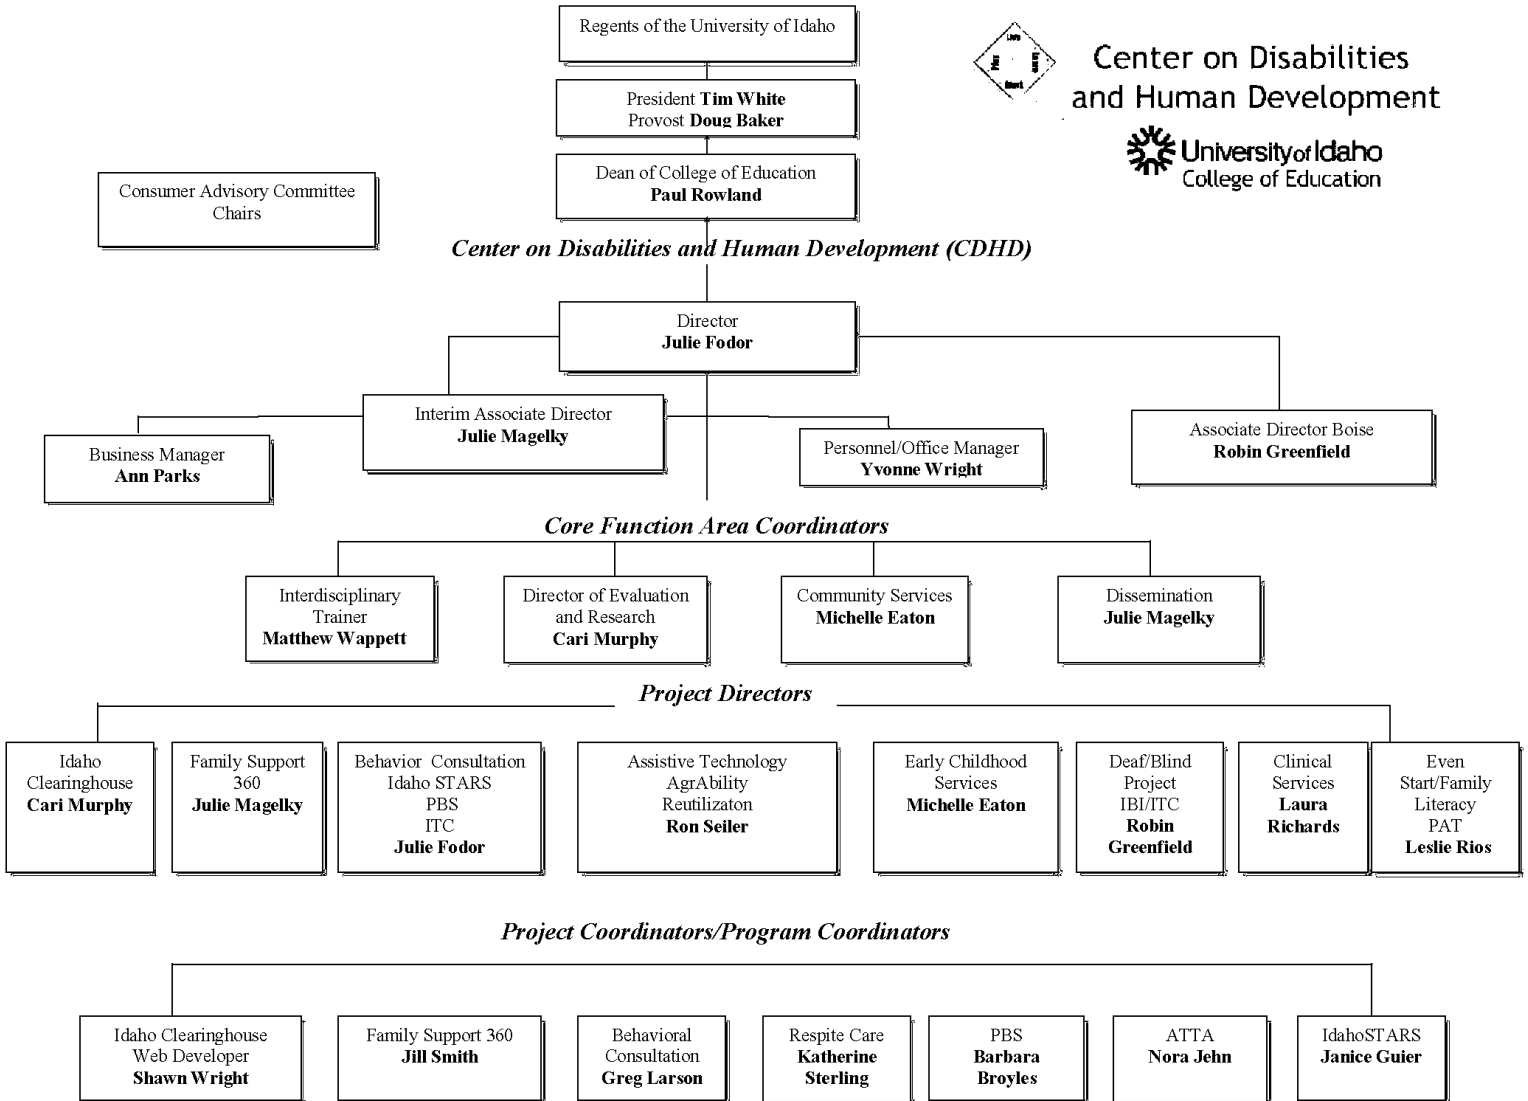 Regents of the University of Idaho
President Tim White
Provost Doug Baker
Dean of College of Education
Paul Rowland
Live
Play
Learn
Center on Disabilities
and Human Development
University of Idaho
College of Education
Consumer Advisory Committee
Chairs
Center on Disabilities and Human Development (CDHD)
Director
Julie Fodor
Interim Associate Director
Julie Magelky
Business Manager
Ann Parks
Personnel/Office Manager
Yvonne Wright
Associate Director Boise
Robin Greenfield
Core Function Area Coordinators
Interdisciplinary
Trainer
Matthew Wappett
Director of Evaluation
and Research
Cari Murphy
Community Services
Michelle Eaton
Dissemination
Julie Magelky
Project Directors
Idaho
Clearinghouse
Cari Murphy
Family Support
360
Julie Magelky
Behavior Consultation
Idaho STARS
PBS
ITC
Julie Fodor
Assistive Technology
AgrAbility
Reutilizaton
Ron Seiler
Early Childhood
Services
Michelle Eaton
Deaf/Blind
Project
IBI/ITC
Robin
Greenfield
Clinical
Services
Laura
Richards
Even
Start/Family
Literacy
PAT
Leslie Rios
Project Coordinators/Program Coordinators
Idaho Clearinghouse
Web Developer
Shawn Wright
Family Support 360
Jill Smith
Behavioral
Consultation
Greg Larson
Respite Care
Katherine
Sterling
PBS
Barbara
Broyles
ATTA
Nora Jehn
IdahoSTARS
Janice Guier